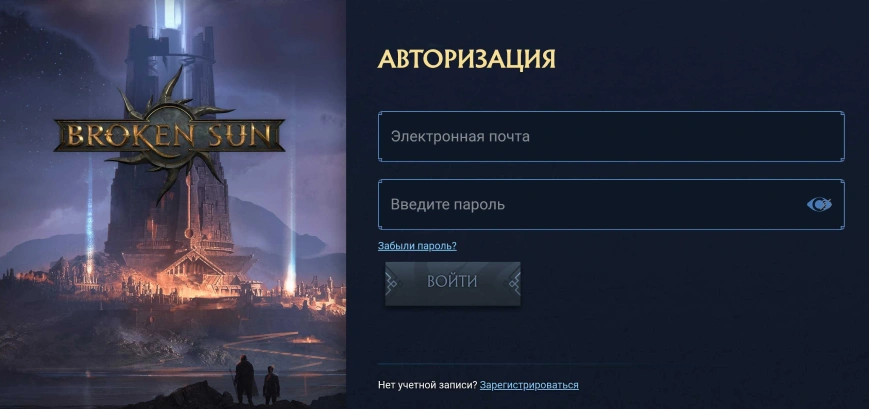 BROKEN SUN
АВТОРИЗАЦИЯ
Электронная почта
Введите пароль
Забыли пароль?
ВОЙТИ
Нет учетной записи? Зарегистрироваться